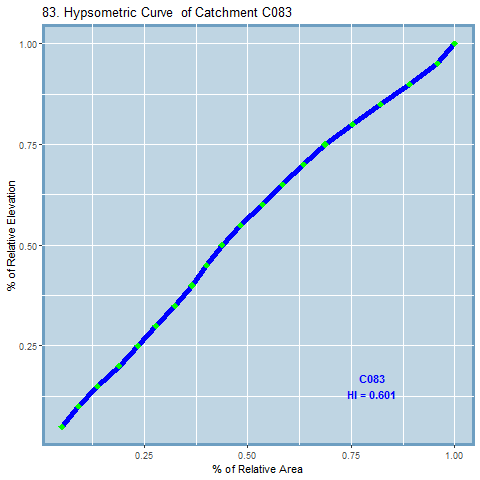 83. Hypsometric Curve  of Catchment C083
1.00
0.75
0.50
0.25
% of Relative Elevation
C083
HI = 0.601
0.25
0.50
0.75
1.00
% of Relative Area